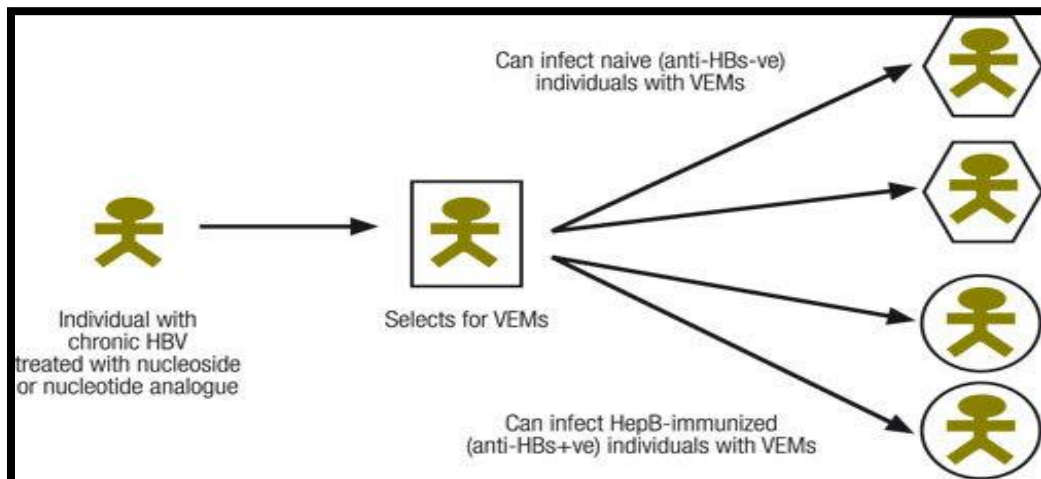 Can infect naive (anti-HBs-ve)
individuals with VEMs
Individual with
chronic HBV
treated with nucleoside
or nucleotide analogue
Selects for VEMs
Can infect HepB-immunized
(anti-HBs+ve) individuals with VEMs